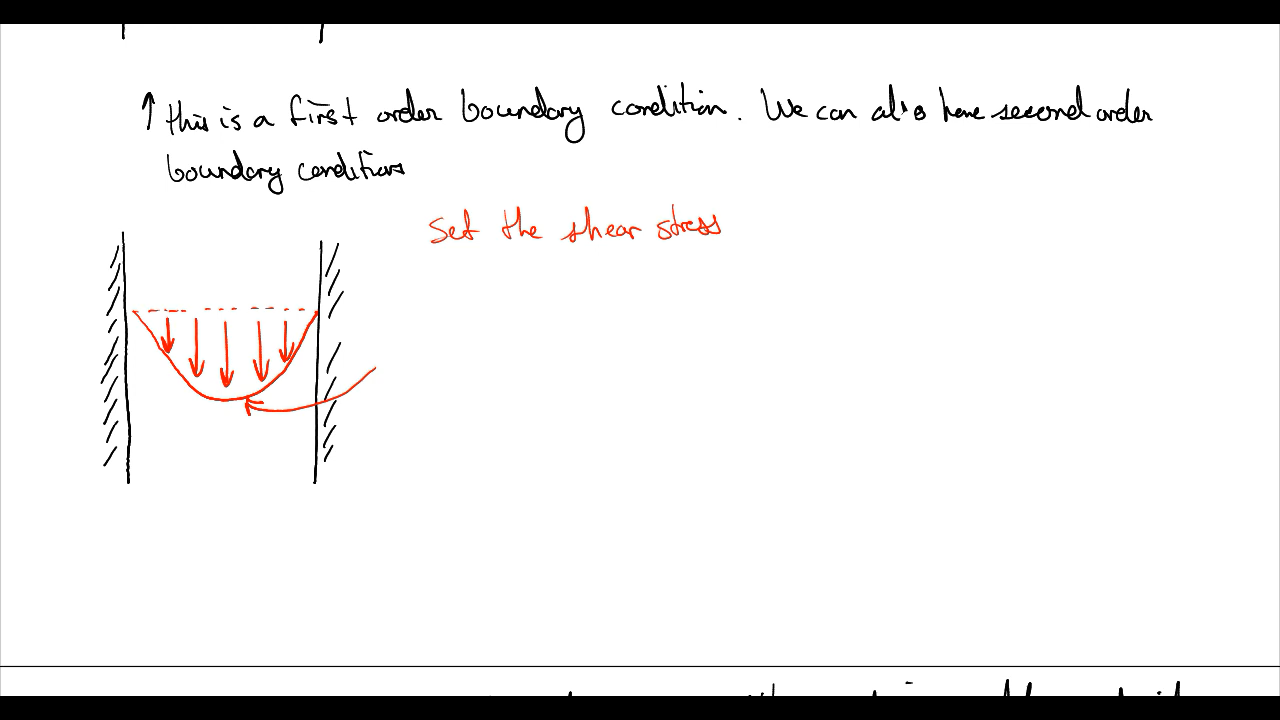 ↑ this is a first order boundary condition. We can also have second order
boundary conditions
Set the shear stress